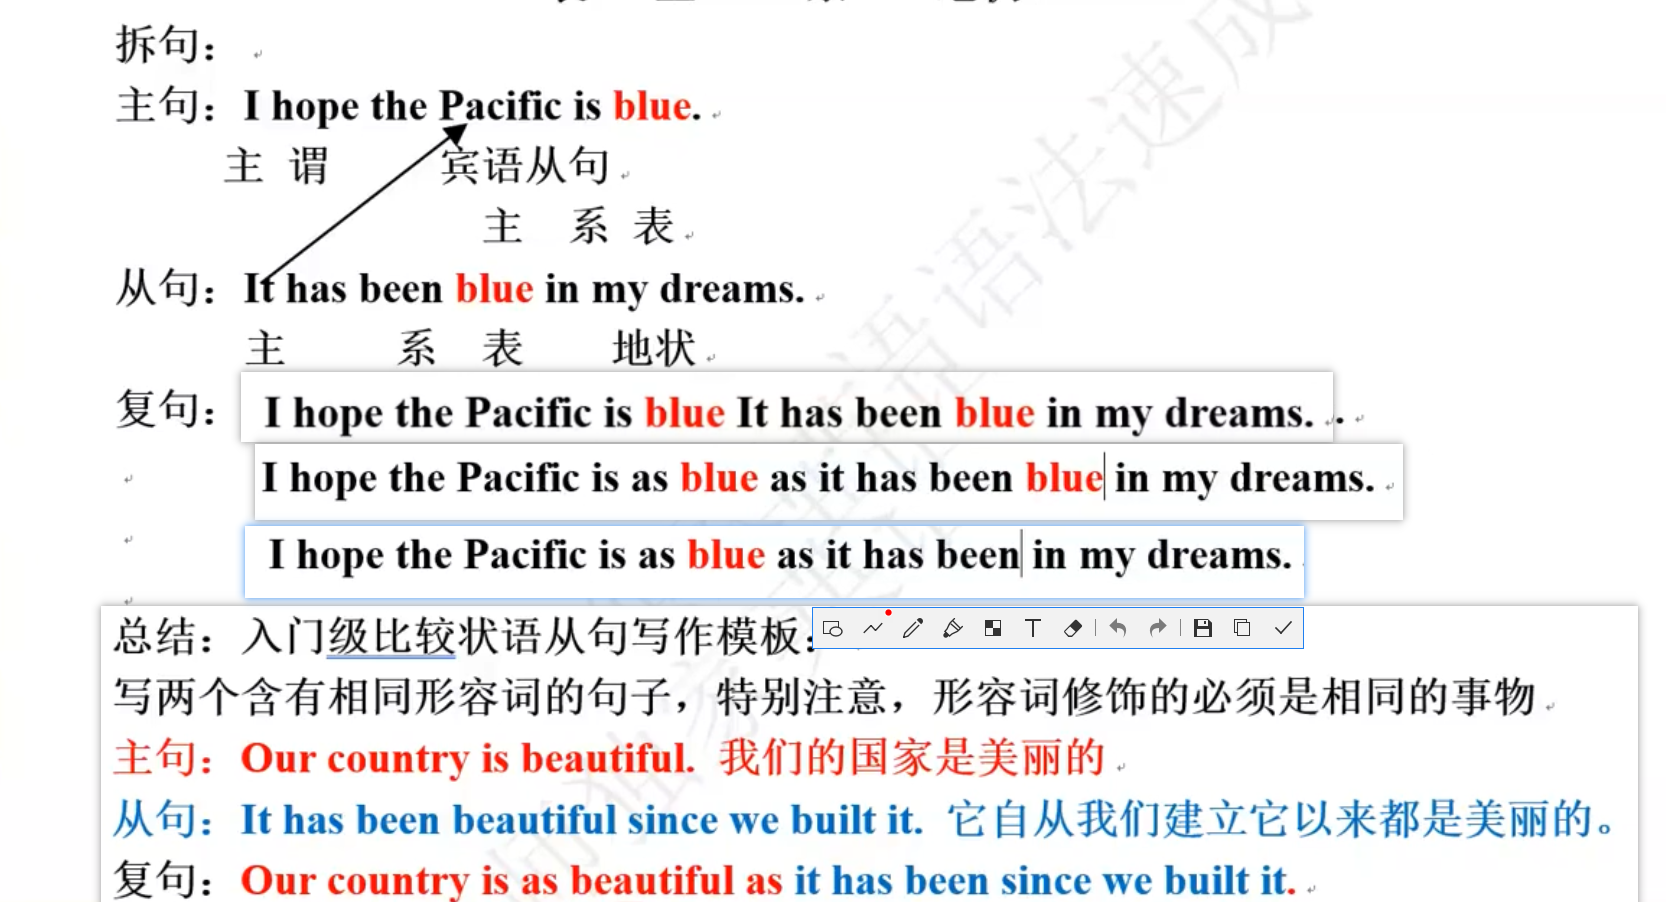 拆句：
主句：I hope the Pacific is blue.
主 谓 宾语从句
主 系 表
从句：It has been blue in my dreams.
主 系 表 地状
复句： I hope the Pacific is blue It has been blue in my dreams. .
I hope the Pacific is as blue as it has been blue in my dreams.
I hope the Pacific is as blue as it has been in my dreams.
总结：入门级比较状语从句写作模板：
写两个含有相同形容词的句子，特别注意，形容词修饰的必须是相同的事物
主句：Our country is beautiful. 我们的国家是美丽的
从句：It has been beautiful since we built it. 它自从我们建立它以来都是美丽的。
复句：Our country is as beautiful as it has been since we built it.